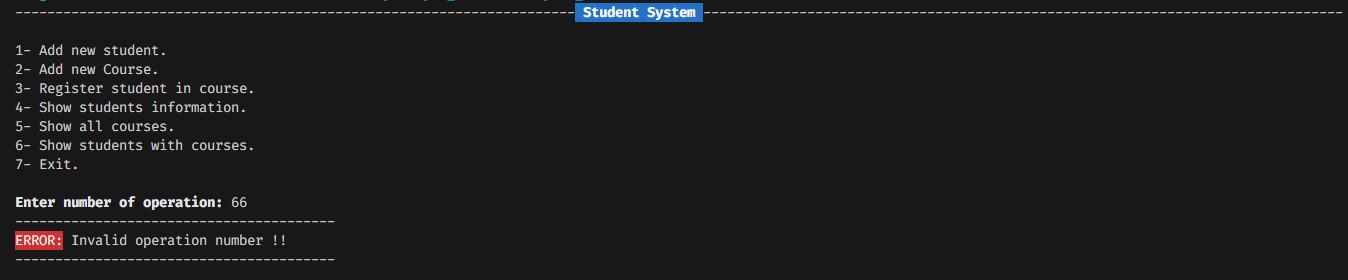 Student System
1- Add new student.
2- Add new Course.
3- Register student in course.
4- Show students information.
5- Show all courses.
6- Show students with courses.
7- Exit.
Enter number of operation: 66
----------------------------------------
ERROR: Invalid operation number !!
----------------------------------------